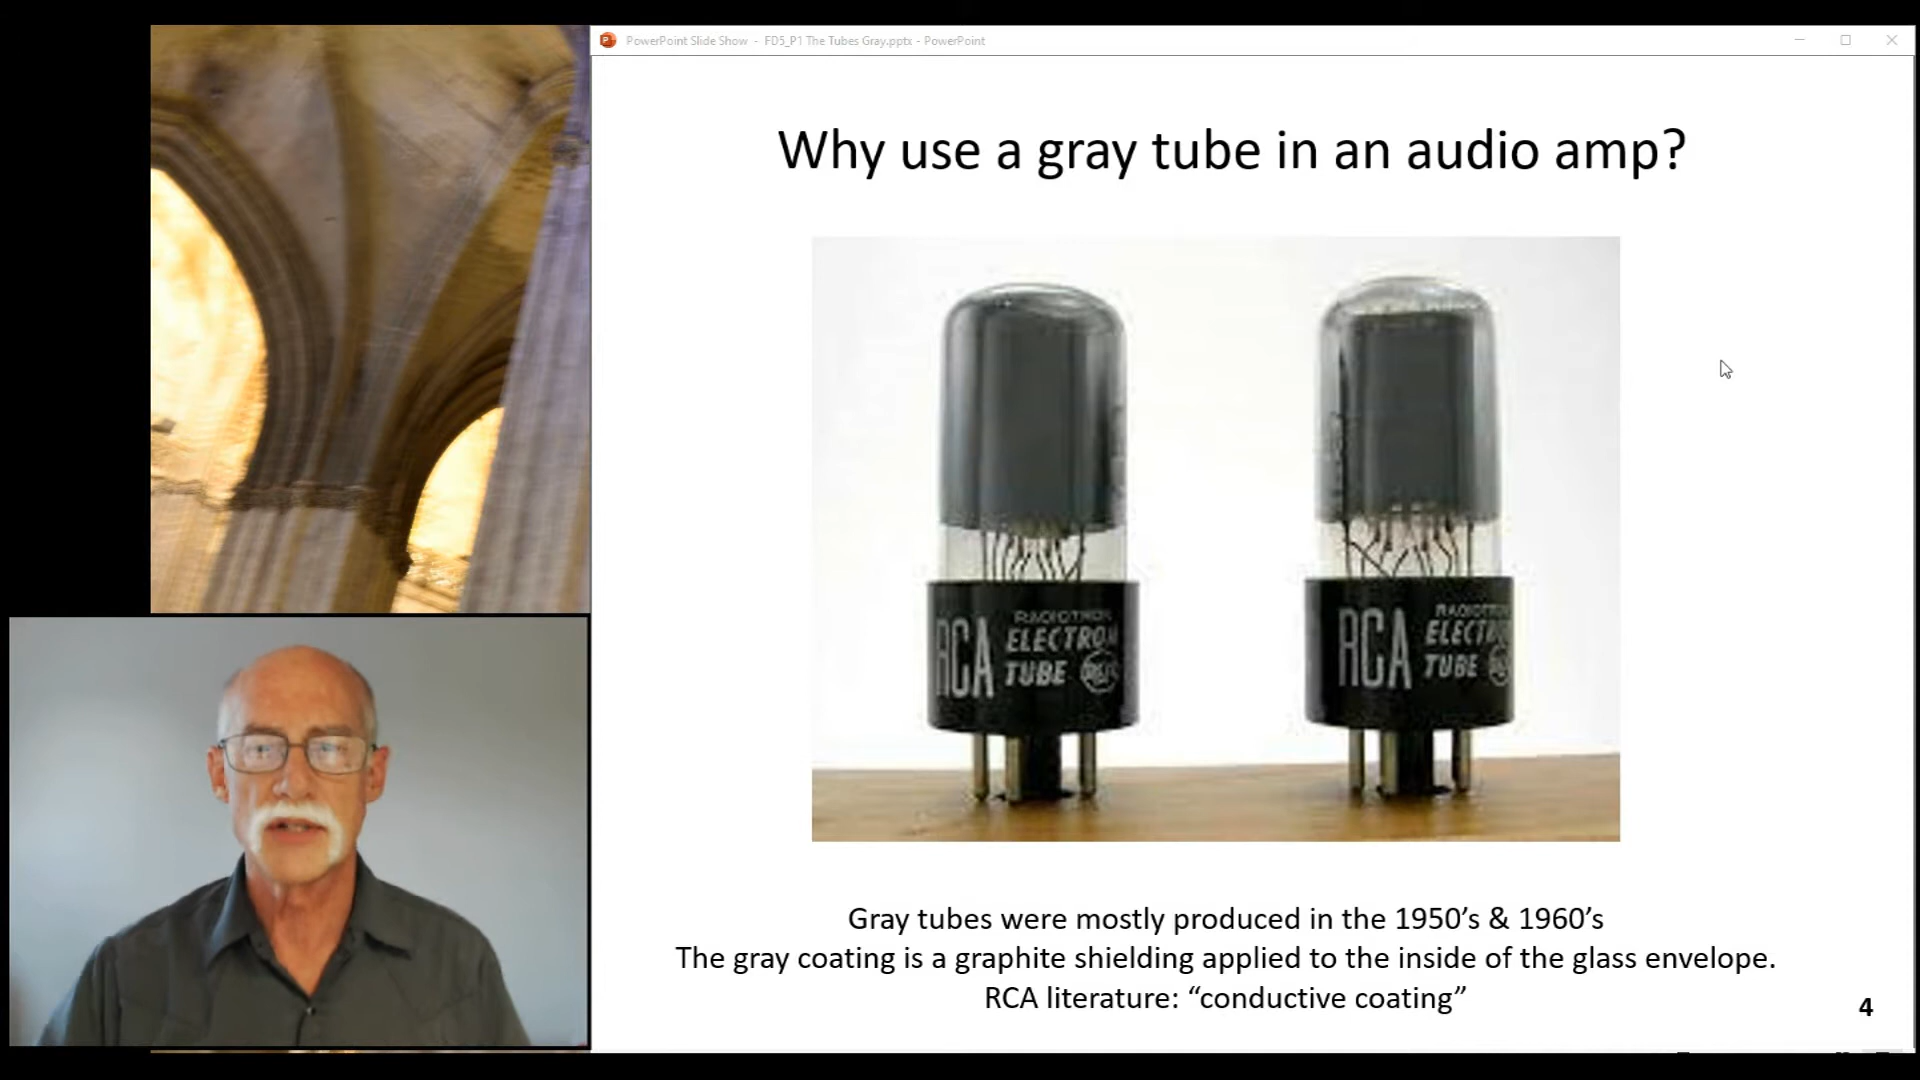 PowerPoint Slide Show - FD5_P1 The Tubes Gray.pptx - PowerPoint
Why use a gray tube in an audio amp?
RCA RADIOTRON ELECTRON TUBE
RCA
TUBE
Gray tubes were mostly produced in the 1950's & 1960's
The gray coating is a graphite shielding applied to the inside of the glass envelope.
RCA literature: “conductive coating”
4